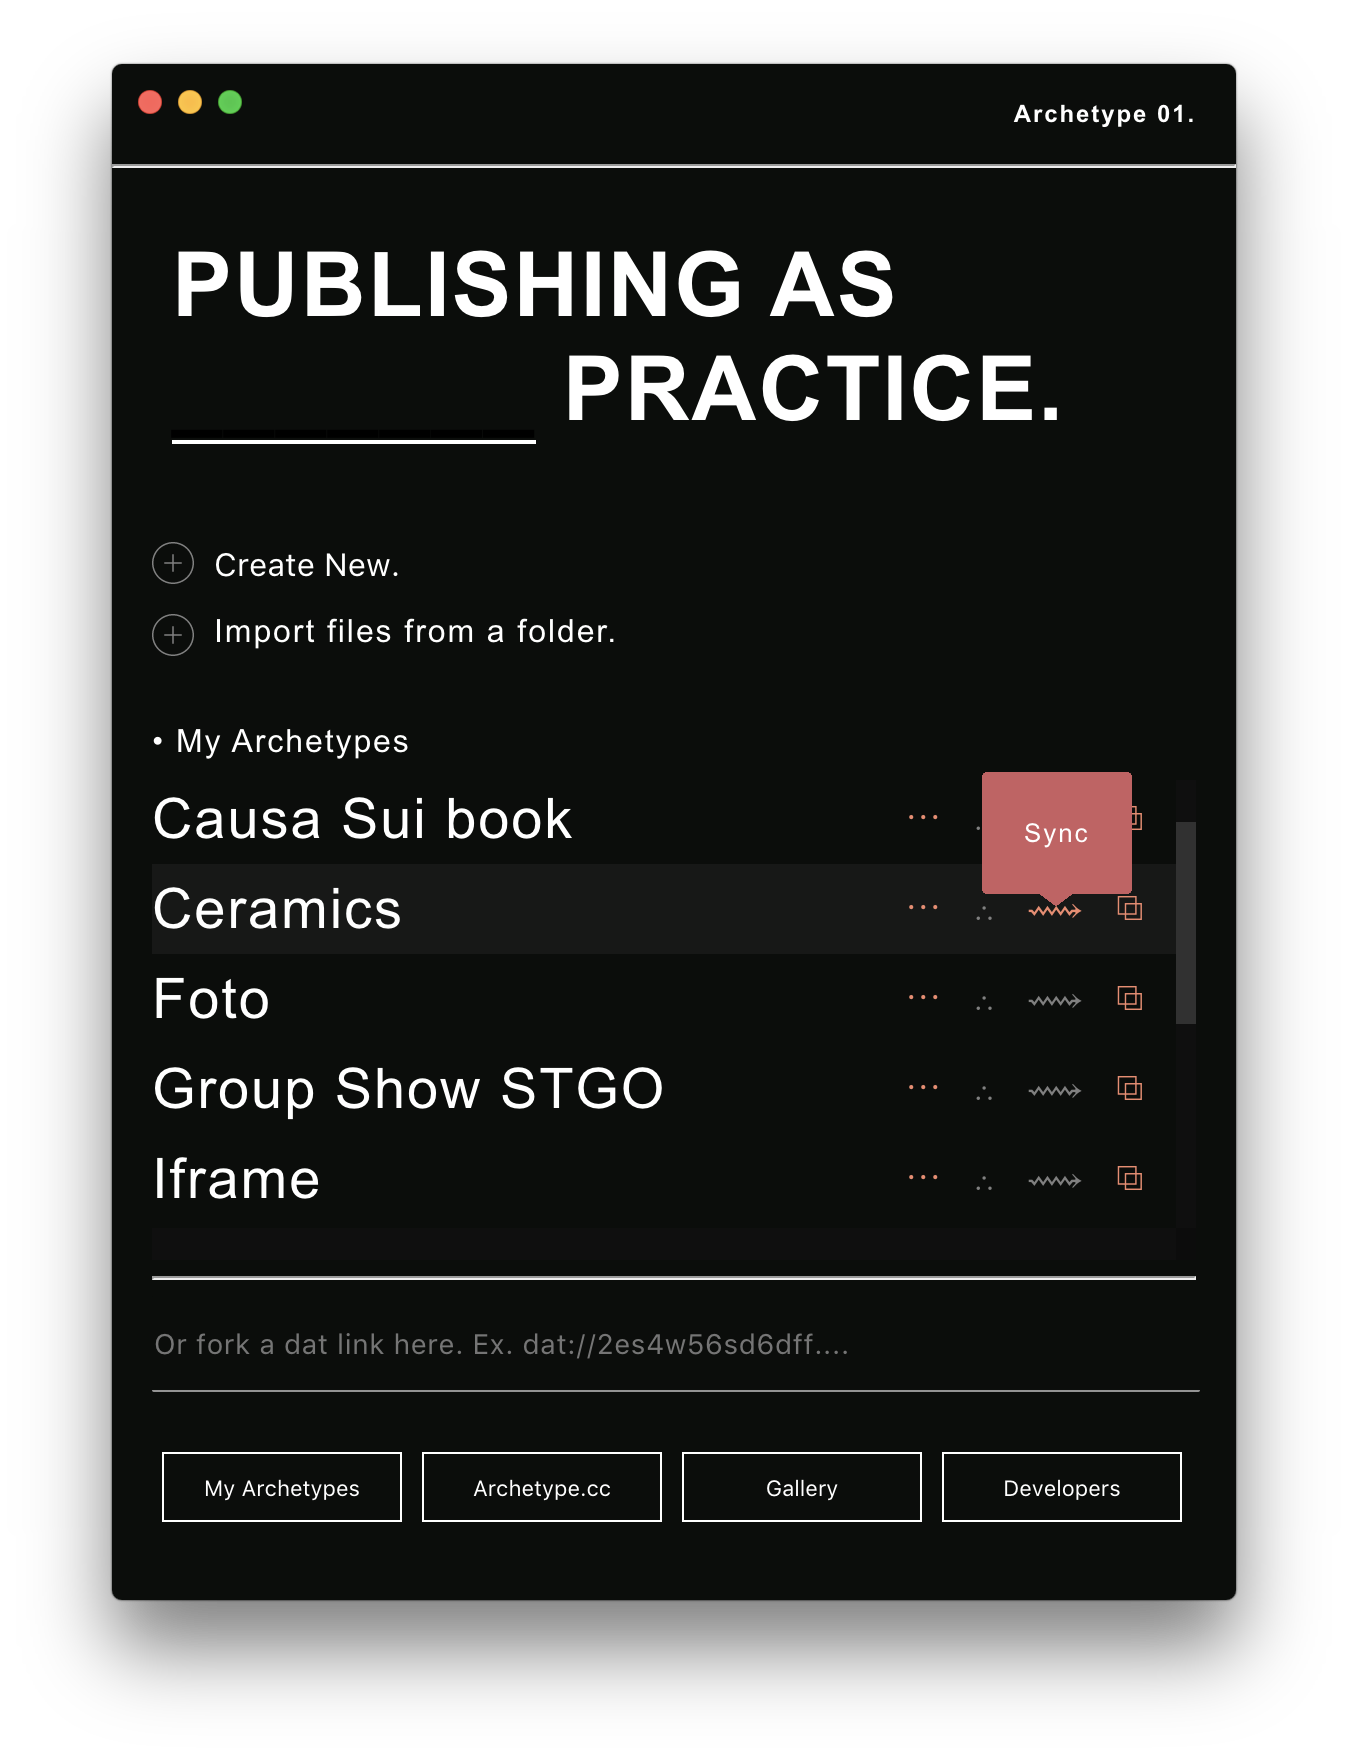 Archetype 01.
PUBLISHING AS
PRACTICE.
Create New.
Import files from a folder.
• My Archetypes
Causa Sui book
Sync
Ceramics
Foto
Group Show STGO
Iframe
Or fork a dat link here. Ex. dat://2es4w56sd6dff....
My Archetypes
Archetype.cc
Gallery
Developers